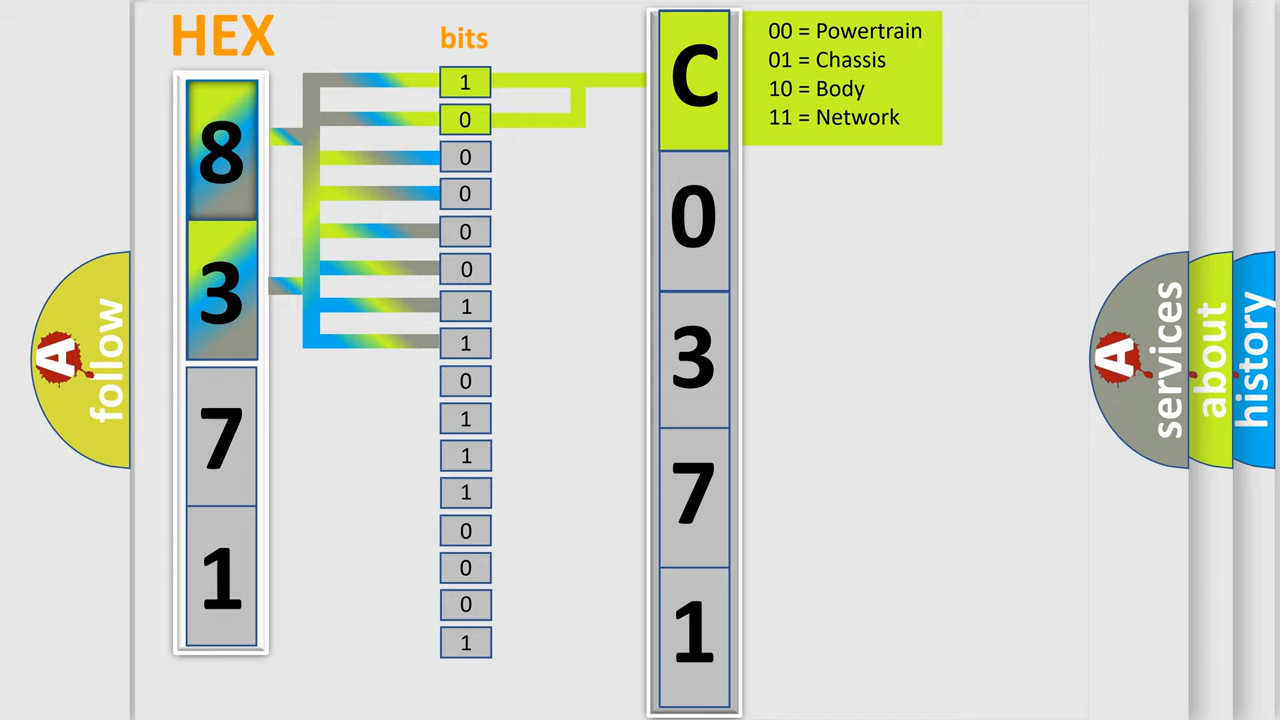 HEX
bits
8
3
7
1
1
0
0
0
0
0
1
1
0
1
1
1
0
0
0
1
C
0
3
7
1
00 = Powertrain
01 = Chassis
10 = Body
11 = Network
A
follow
A
services
about
history